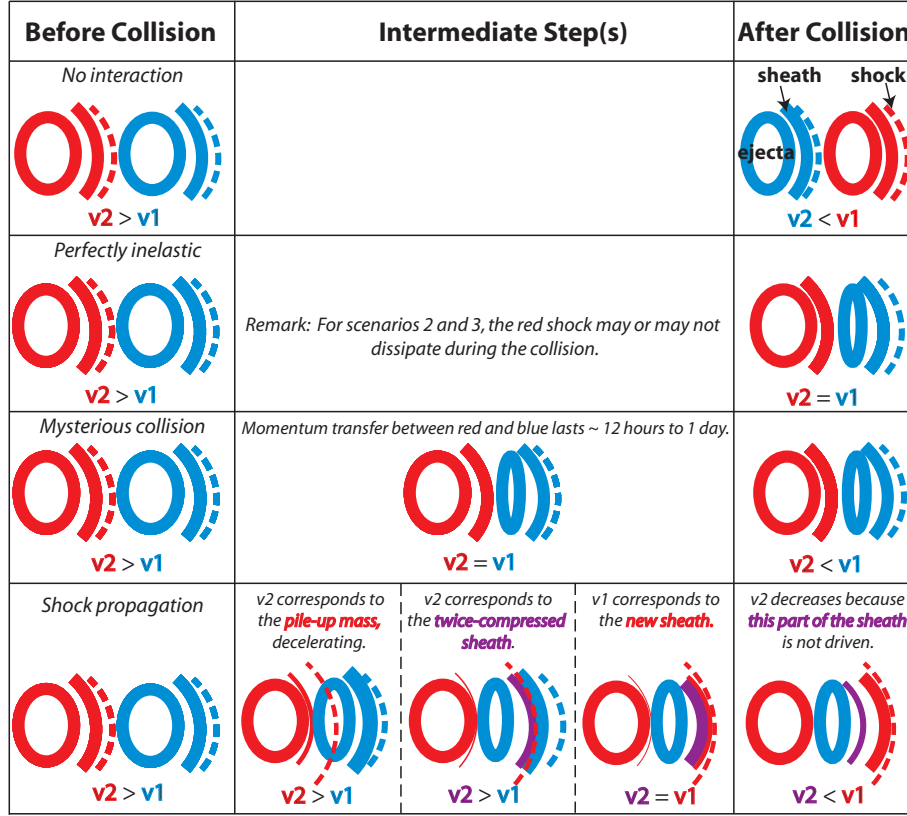 Before Collision
Intermediate Step(s)
After Collision
No interaction
v2 > v1
sheath
shock
ejecta
v2 < v1
Perfectly inelastic
v2 > v1
Remark: For scenarios 2 and 3, the red shock may or may not
dissipate during the collision.
v2 = v1
Mysterious collision
v2 > v1
Momentum transfer between red and blue lasts ~ 12 hours to 1 day.
v2 = v1
v2 < v1
Shock propagation
v2 > v1
v2 corresponds to
the pile-up mass,
decelerating.
v2 > v1
v2 corresponds to
the twice-compressed
sheath.
v2 > v1
v1 corresponds to
the new sheath.
v2 = v1
v2 decreases because
this part of the sheath
is not driven.
v2 < v1